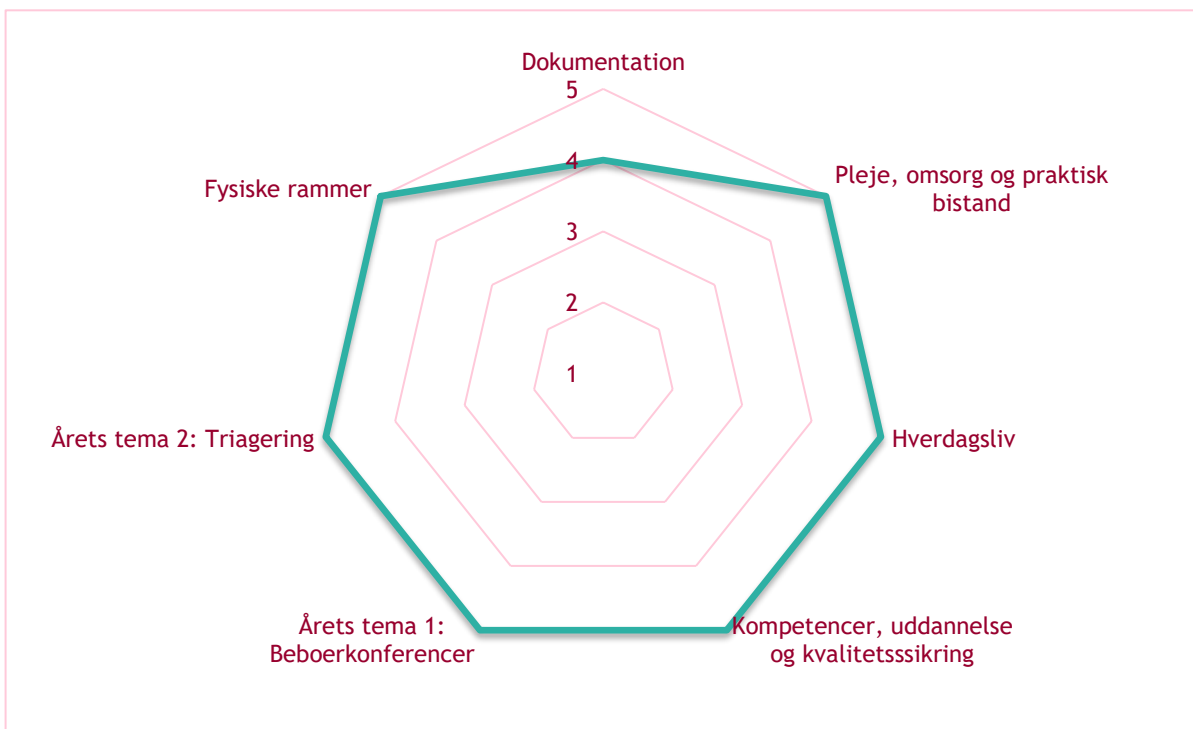 Dokumentation
5
4
3
2
1
Pleje, omsorg og praktisk
bistand
Hverdagsliv
Kompetencer, uddannelse
og kvalitetsssikring
Årets tema 1:
Beboerkonferencer
Årets tema 2: Triagering
Fysiske rammer